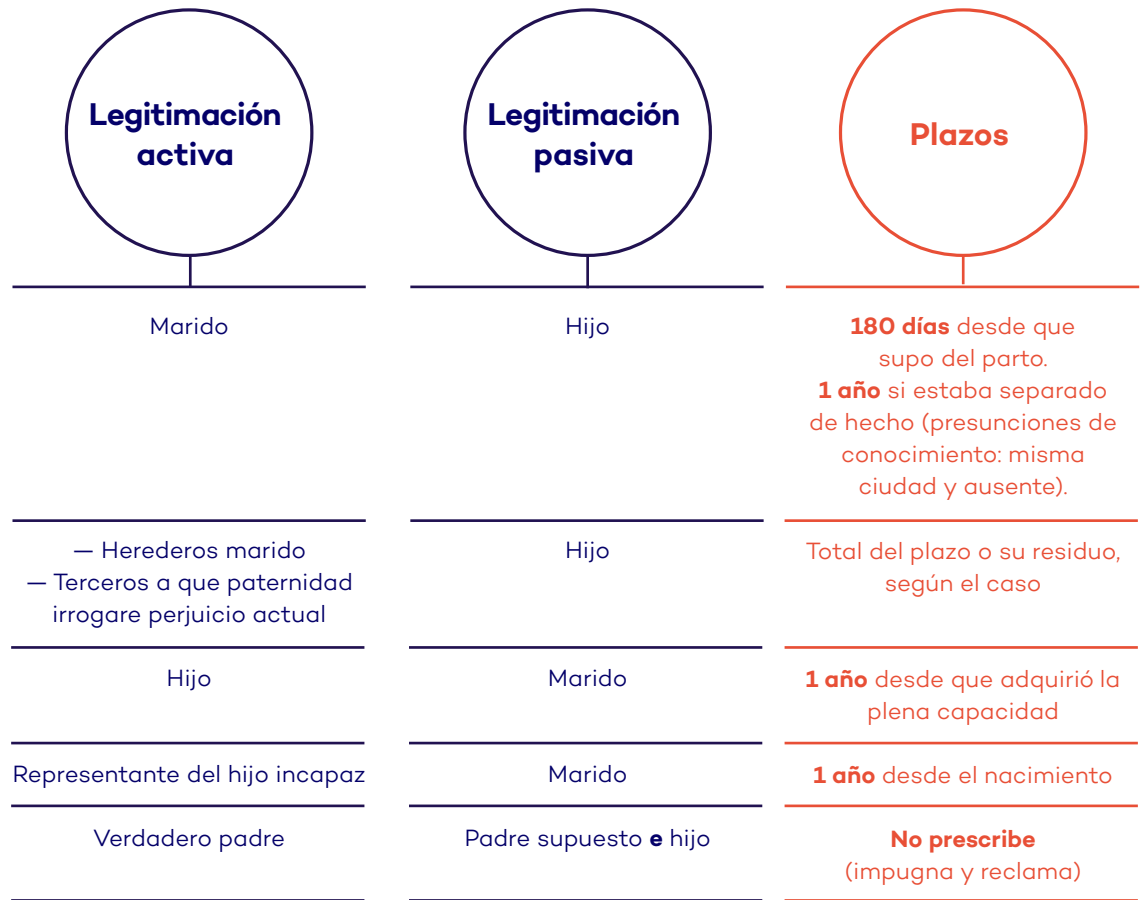 Legitimación
activa
Legitimación
pasiva
Plazos
Marido
Hijo
180 días desde que
supo del parto.
1 año si estaba separado
de hecho (presunciones de
conocimiento: misma
ciudad y ausente).
— Herederos marido
— Terceros a que paternidad
irrogare perjuicio actual
Hijo
Total del plazo o su residuo,
según el caso
Hijo
Marido
1 año desde que adquirió la
plena capacidad
Representante del hijo incapaz
Marido
1 año desde el nacimiento
Verdadero padre
Padre supuesto e hijo
No prescribe
(impugna y reclama)